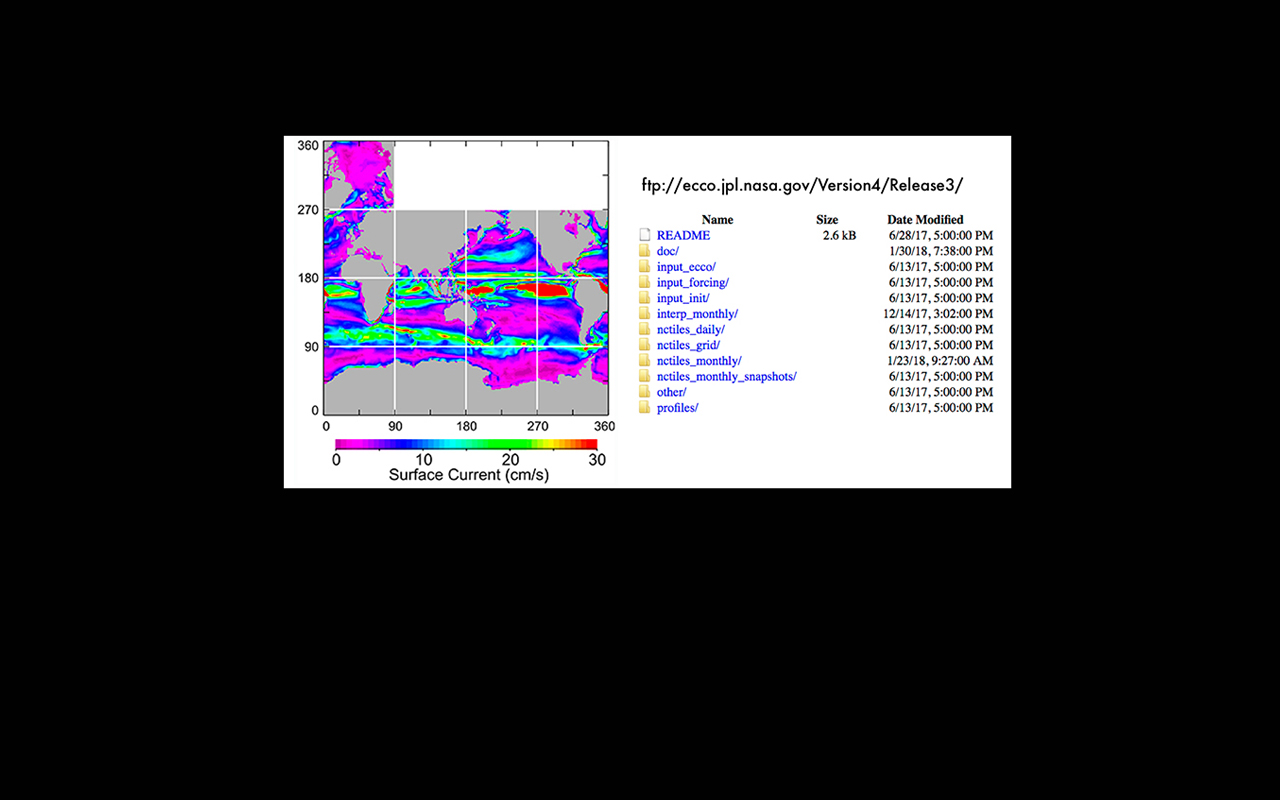 360
270
180
90
0
0 90 180 270 360
0 10 20 30
Surface Current (cm/s)
ftp://ecco.jpl.nasa.gov/Version4/Release3/
Name Size Date Modified
README 2.6 kB 6/28/17, 5:00:00 PM
doc/ 1/30/18, 7:38:00 PM
input_ecco/ 6/13/17, 5:00:00 PM
input_forcing/ 6/13/17, 5:00:00 PM
input_init/ 6/13/17, 5:00:00 PM
interp_monthly/ 12/14/17, 3:02:00 PM
nctiles_daily/ 6/13/17, 5:00:00 PM
nctiles_grid/ 6/13/17, 5:00:00 PM
nctiles_monthly/ 1/23/18, 9:27:00 AM
nctiles_monthly_snapshots/ 6/13/17, 5:00:00 PM
other/ 6/13/17, 5:00:00 PM
profiles/ 6/13/17, 5:00:00 PM